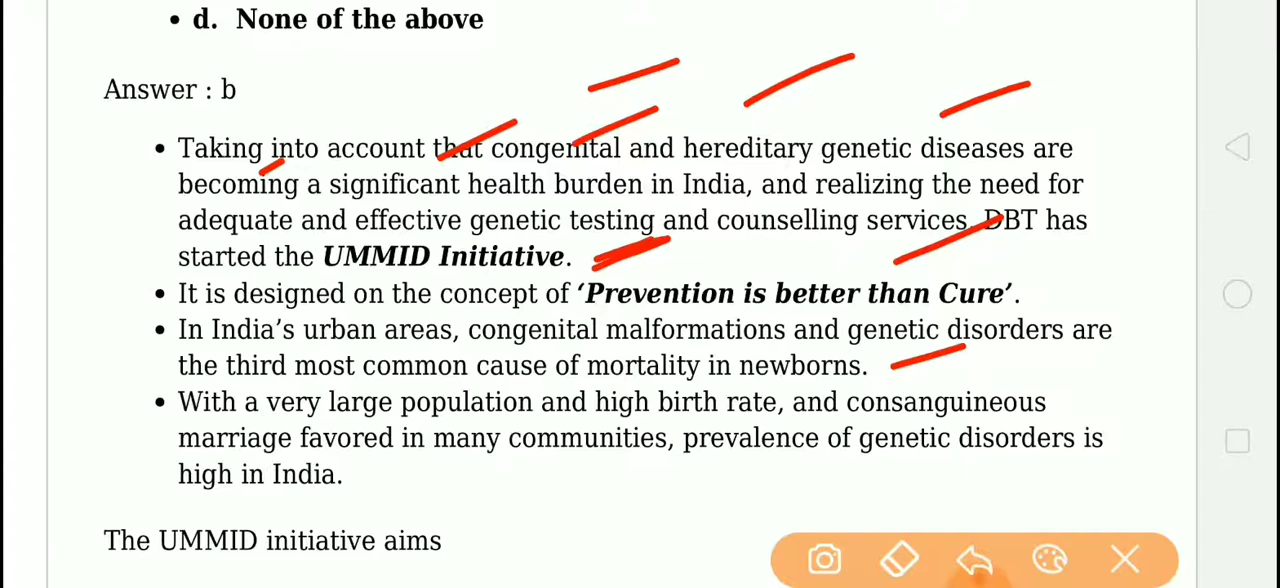 d. None of the above
Answer : b
Taking into account that congenital and hereditary genetic diseases are
becoming a significant health burden in India, and realizing the need for
adequate and effective genetic testing and counselling services, DBT has
started the UMMID Initiative.
It is designed on the concept of ‘Prevention is better than Cure’.
In India’s urban areas, congenital malformations and genetic disorders are
the third most common cause of mortality in newborns.
With a very large population and high birth rate, and consanguineous
marriage favored in many communities, prevalence of genetic disorders is
high in India.
The UMMID initiative aims